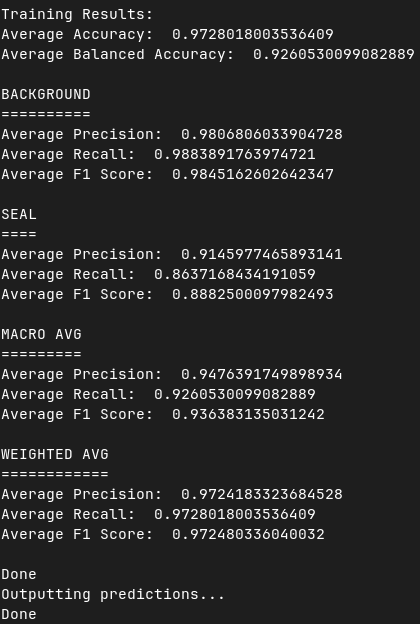 Training Results:
Average Accuracy:  0.9728018003536409
Average Balanced Accuracy:  0.9260530099082889
BACKGROUND
==========
Average Precision:  0.9806806033904728
Average Recall:  0.9883891763974721
Average F1 Score:  0.9845162602642347
SEAL
====
Average Precision:  0.9145977465893141
Average Recall:  0.8637168434191059
Average F1 Score:  0.8882500097982493
MACRO AVG
=========
Average Precision:  0.9476391749898934
Average Recall:  0.9260530099082889
Average F1 Score:  0.936383135031242
WEIGHTED AVG
============
Average Precision:  0.9724183323684528
Average Recall:  0.9728018003536409
Average F1 Score:  0.972480336040032
Done
Outputting predictions...
Done